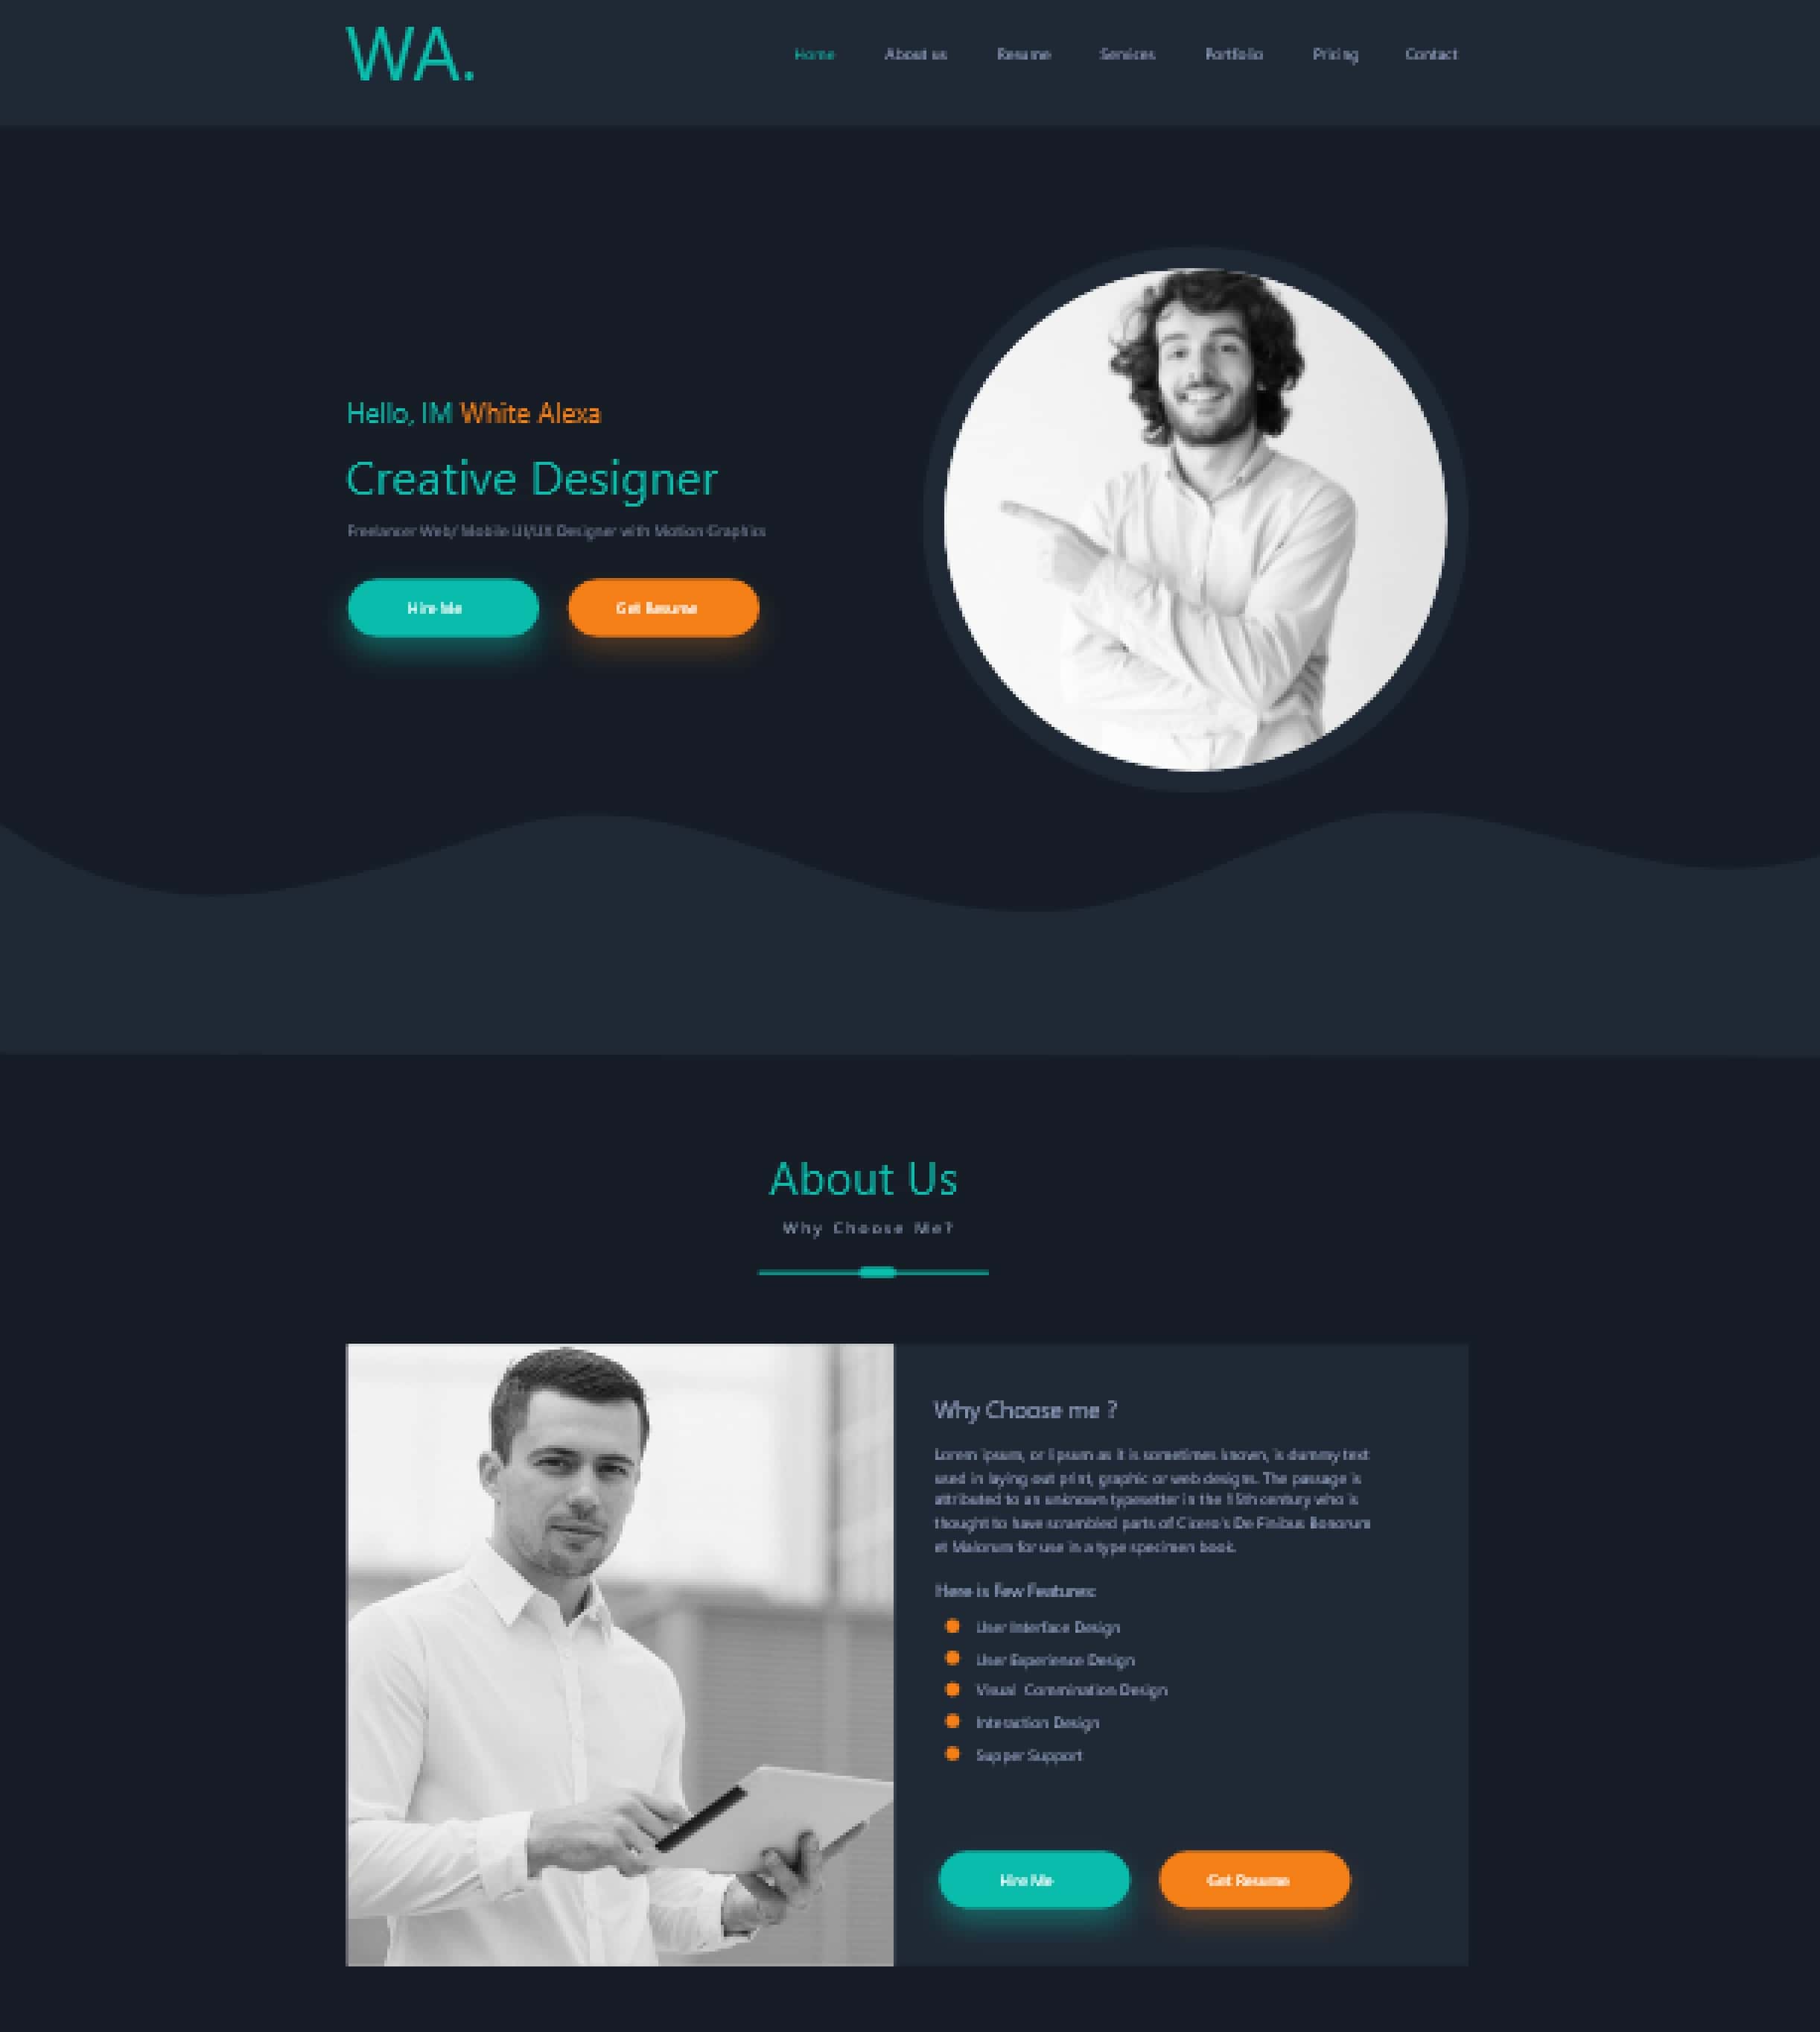 WA.
Home About us Resume Services Portfolio Pricing Contact
Hello, IM White Alexa
Creative Designer
Freelancer Web/ Mobile UI/UX Designer with Motion Graphics
Hire Me Get Resume
About Us
Why Choose Me?
Why Choose me ?
Lorem ipsum, or lipsum as it is sometimes known, is dummy text
used in laying out print, graphic or web designs. The passage is
attributed to an unknown typesetter in the 15th century who is
thought to have scrambled parts of Cicero's De Finibus Bonorum
et Malorum for use in a type specimen book.
Here is Few Features:
User Interface Design
User Experience Design
Visual Commination Design
Interaction Design
Supper Support
Hire Me Get Resume